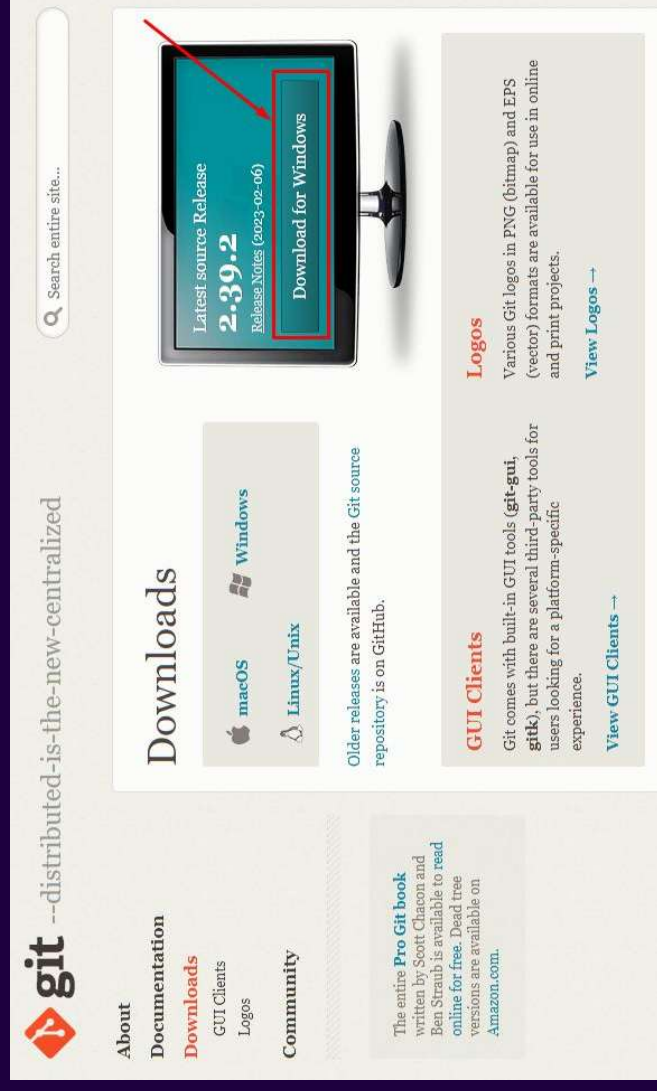 git --distributed-is-the-new-centralized
Search entire site...
About
Documentation
Downloads
GUI Clients
Logos
Community
The entire Pro Git book
written by Scott Chacon and
Ben Straub is available to read
online for free. Dead tree
versions are available on
Amazon.com.
Downloads
macOS
Windows
Linux/Unix
Older releases are available and the Git source
repository is on GitHub.
Latest source Release
2.39.2
Release Notes (2023-02-06)
Download for Windows
GUI Clients
Git comes with built-in GUI tools (git-gui,
gitk), but there are several third-party tools for
users looking for a platform-specific
experience.
View GUI Clients →
Logos
Various Git logos in PNG (bitmap) and EPS
(vector) formats are available for use in online
and print projects.
View Logos →